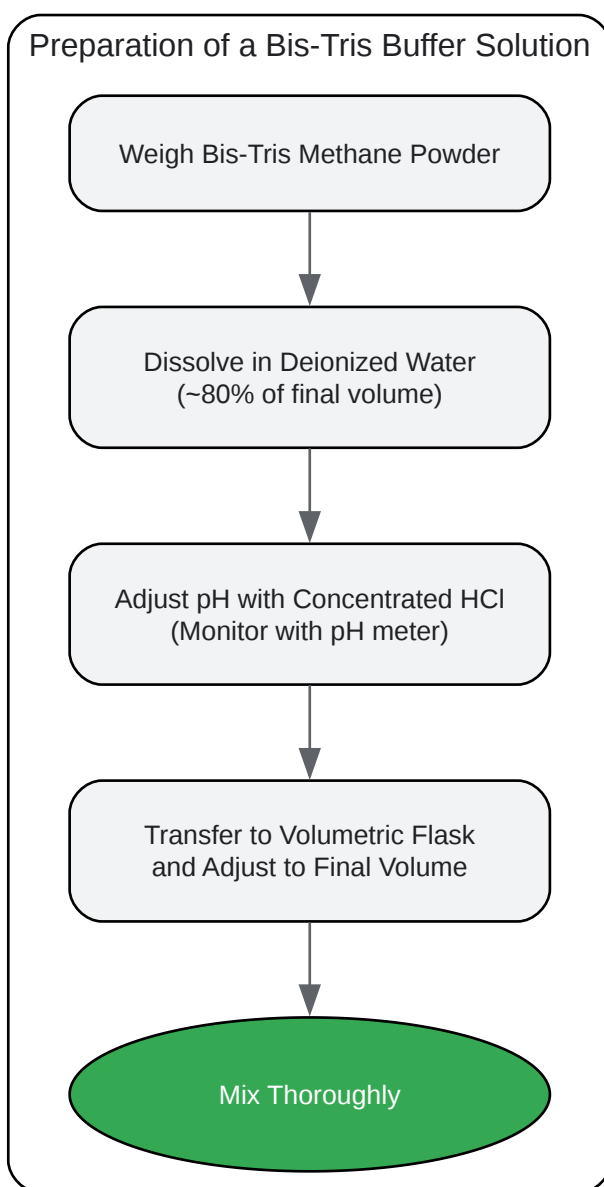 Preparation of a Bis-Tris Buffer Solution
Weigh Bis-Tris Methane Powder
Dissolve in Deionized Water
(~80% of final volume)
Adjust pH with Concentrated HCl
(Monitor with pH meter)
Transfer to Volumetric Flask
and Adjust to Final Volume
Mix Thoroughly